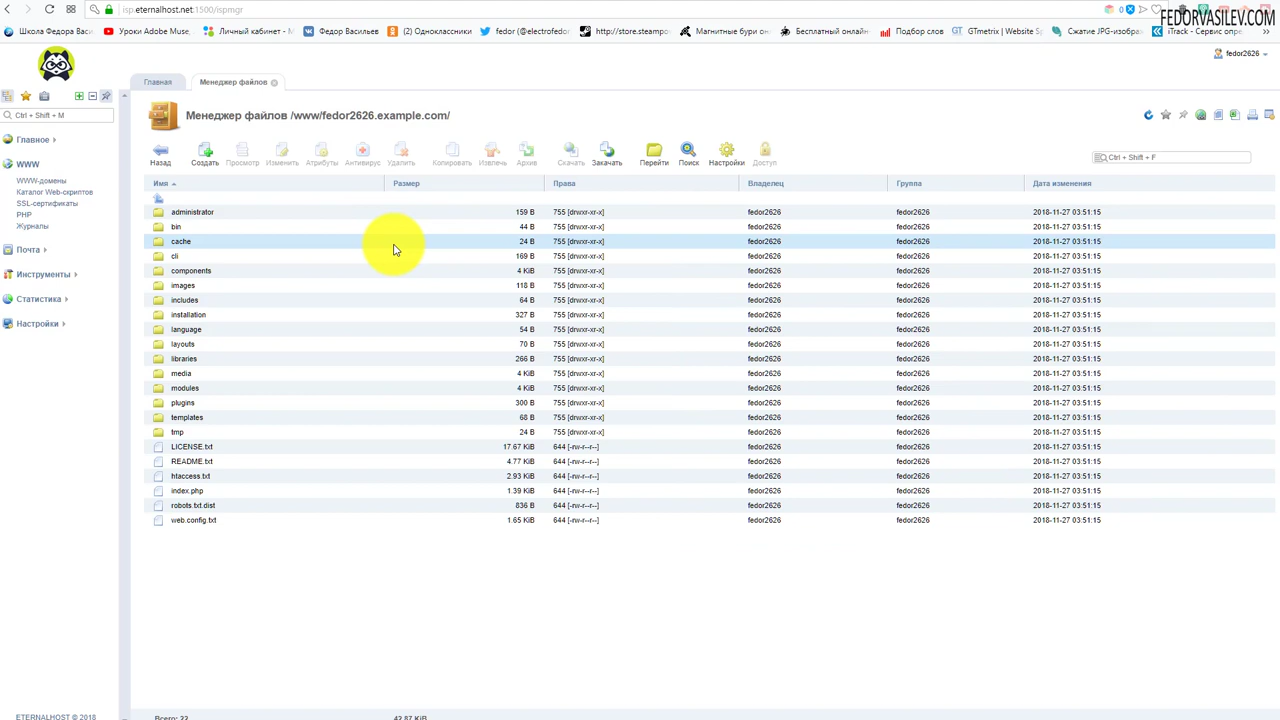 isp.eternalhost.net:1500/ispmgr
FEDORVASILEV.COM
Школа Федора Васи.
Уроки Adobe Muse
Личный кабинет - М
Федор Васильев
(2) Одноклассники
fedor (@electrofedor
http://store.steampo
Магнитные бури он
Бесплатный онлайн
Подбор слов
GTmetrix | Website Sp
Сжатие JPG-изобра
iTrack - Сервис опре
fedor2626
Главная
Менеджер файлов
Ctrl + Shift + M
Менеджер файлов /www/fedor2626.example.com/
Назад
Создать
Просмотр
Изменить
Атрибуты
Антивирус
Удалить
Копировать
Извлечь
Архив
Скачать
Закачать
Перейти
Поиск
Настройки
Доступ
Ctrl + Shift + F
Главное
WWW
WWW-домены
Каталог Web-скриптов
SSL-сертификаты
PHP
Журналы
Почта
Инструменты
Статистика
Настройки
Имя Размер Права Владелец Группа Дата изменения
administrator 159 B 755 [drwxr-xr-x] fedor2626 fedor2626 2018-11-27 03:51:15
bin 44 B 755 [drwxr-xr-x] fedor2626 fedor2626 2018-11-27 03:51:15
cache 24 B 755 [drwxr-xr-x] fedor2626 fedor2626 2018-11-27 03:51:15
cli 169 B 755 [drwxr-xr-x] fedor2626 fedor2626 2018-11-27 03:51:15
components 4 KiB 755 [drwxr-xr-x] fedor2626 fedor2626 2018-11-27 03:51:15
images 118 B 755 [drwxr-xr-x] fedor2626 fedor2626 2018-11-27 03:51:15
includes 64 B 755 [drwxr-xr-x] fedor2626 fedor2626 2018-11-27 03:51:15
installation 327 B 755 [drwxr-xr-x] fedor2626 fedor2626 2018-11-27 03:51:15
language 54 B 755 [drwxr-xr-x] fedor2626 fedor2626 2018-11-27 03:51:15
layouts 70 B 755 [drwxr-xr-x] fedor2626 fedor2626 2018-11-27 03:51:15
libraries 266 B 755 [drwxr-xr-x] fedor2626 fedor2626 2018-11-27 03:51:15
media 4 KiB 755 [drwxr-xr-x] fedor2626 fedor2626 2018-11-27 03:51:15
modules 4 KiB 755 [drwxr-xr-x] fedor2626 fedor2626 2018-11-27 03:51:15
plugins 300 B 755 [drwxr-xr-x] fedor2626 fedor2626 2018-11-27 03:51:15
templates 68 B 755 [drwxr-xr-x] fedor2626 fedor2626 2018-11-27 03:51:15
tmp 24 B 755 [drwxr-xr-x] fedor2626 fedor2626 2018-11-27 03:51:15
LICENSE.txt 17.67 KiB 644 [-rw-r--r--] fedor2626 fedor2626 2018-11-27 03:51:15
README.txt 4.77 KiB 644 [-rw-r--r--] fedor2626 fedor2626 2018-11-27 03:51:15
htaccess.txt 2.93 KiB 644 [-rw-r--r--] fedor2626 fedor2626 2018-11-27 03:51:15
index.php 1.39 KiB 644 [-rw-r--r--] fedor2626 fedor2626 2018-11-27 03:51:15
robots.txt.dist 836 B 644 [-rw-r--r--] fedor2626 fedor2626 2018-11-27 03:51:15
web.config.txt 1.65 KiB 644 [-rw-r--r--] fedor2626 fedor2626 2018-11-27 03:51:15
ETERNALHOST © 2018
Всего: 22 42.87 KiB